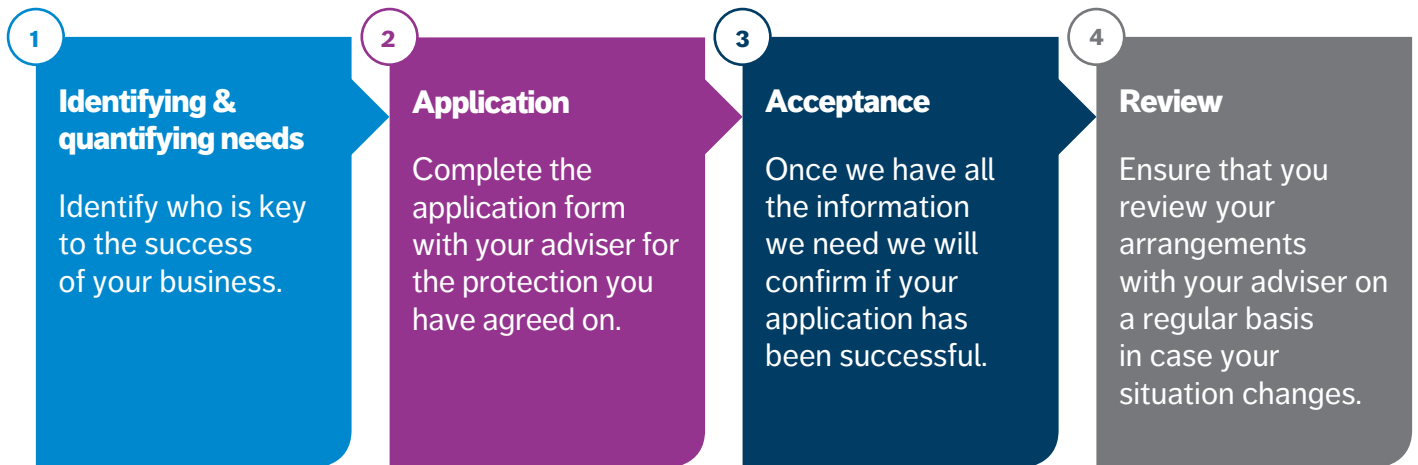 1
Identifying &
quantifying needs
Identify who is key
to the success
of your business.
2
Application
Complete the
application form
with your adviser for
the protection you
have agreed on.
3
Acceptance
Once we have all
the information
we need we will
confirm if your
application has
been successful.
4
Review
Ensure that you
review your
arrangements
with your adviser on
a regular basis
in case your
situation changes.